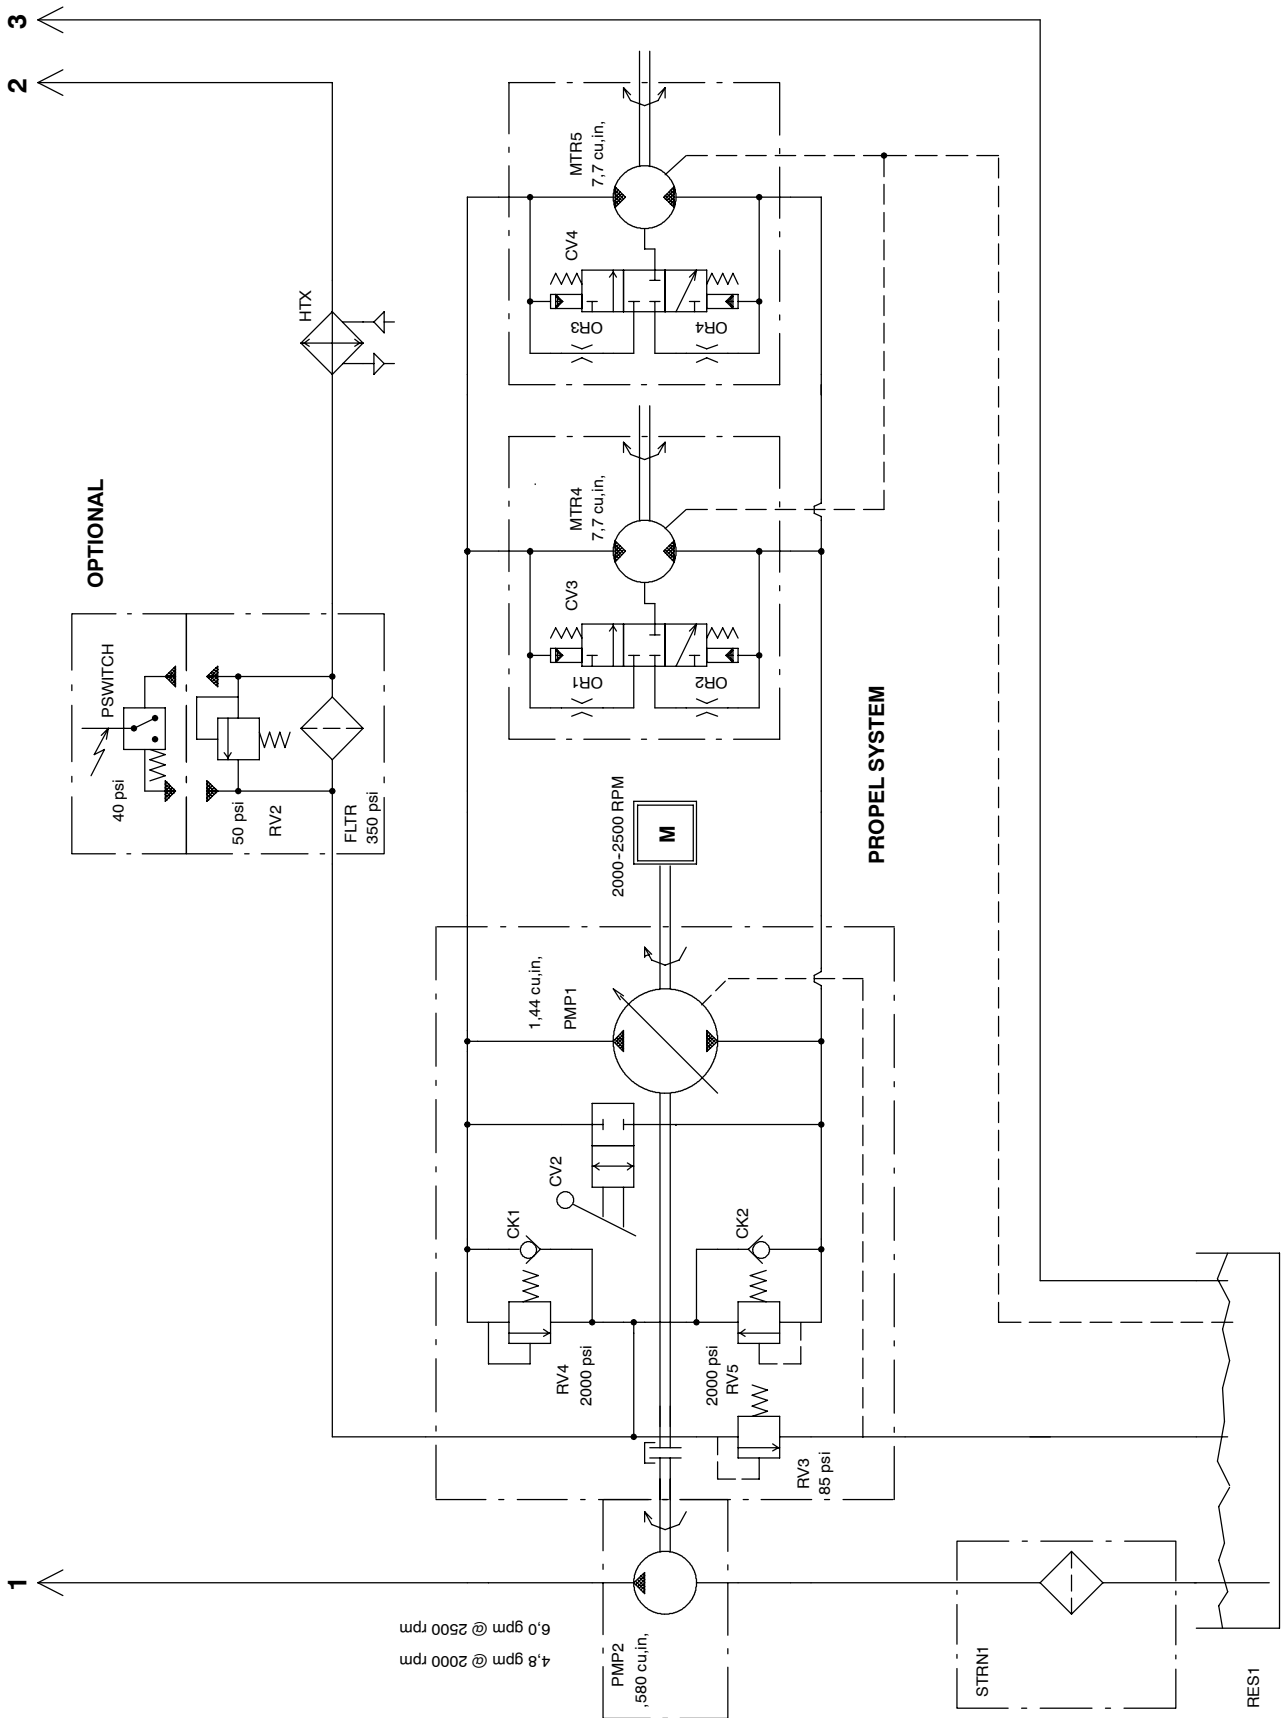 3
2
MTR5
7,7 cu,in,
CV4
HTX
OR3
OR4
OPTIONAL
MTR4
7,7 cu,in,
PSWITCH
CV3
40 psi
OR1
OR2
50 psi
RV2
FLTR
350 psi
PROPEL SYSTEM
2000-2500 RPM
M
1,44 cu,in,
PMP1
CV2
CK1
CK2
RV4
2000 psi
2000 psi
RV5
RV3
85 psi
1
6,0 gpm @ 2500 rpm
4,8 gpm @ 2000 rpm
PMP2
,580 cu,in,
STRN1
RES1